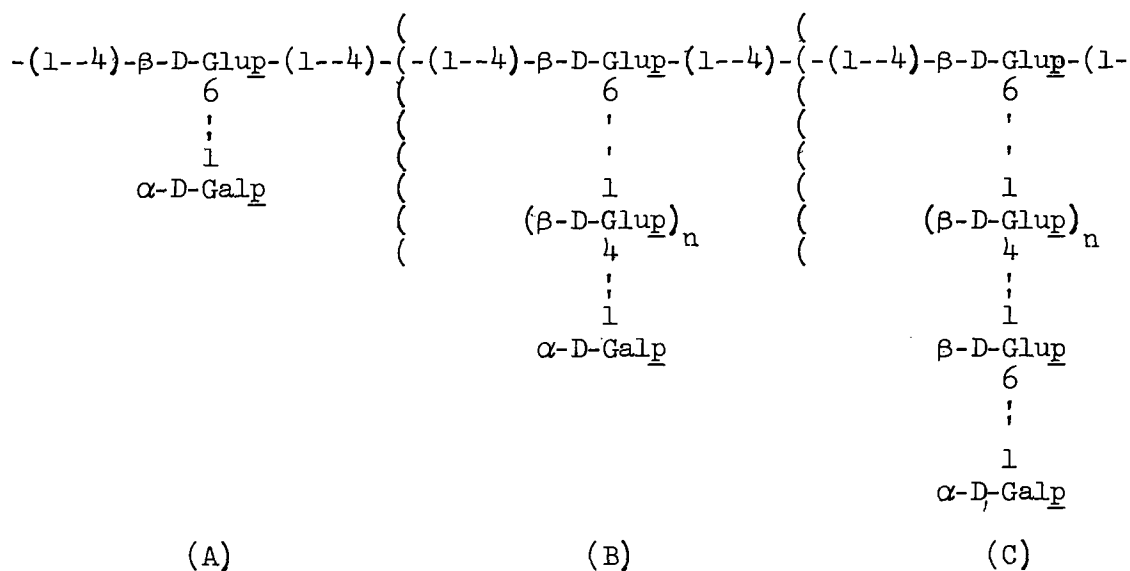 -(1--4)-β-D-Glup-(1--4)-(-(1--4)-β-D-Glup-(1--4)-(-(1--4)-β-D-Glup-(1-
6 6 6
1 1 1
α-D-Galp (β-D-Glup)n (β-D-Glup)n
4 4
1 1
α-D-Galp β-D-Glup
6
1
α-D-Galp
(A) (B) (C)